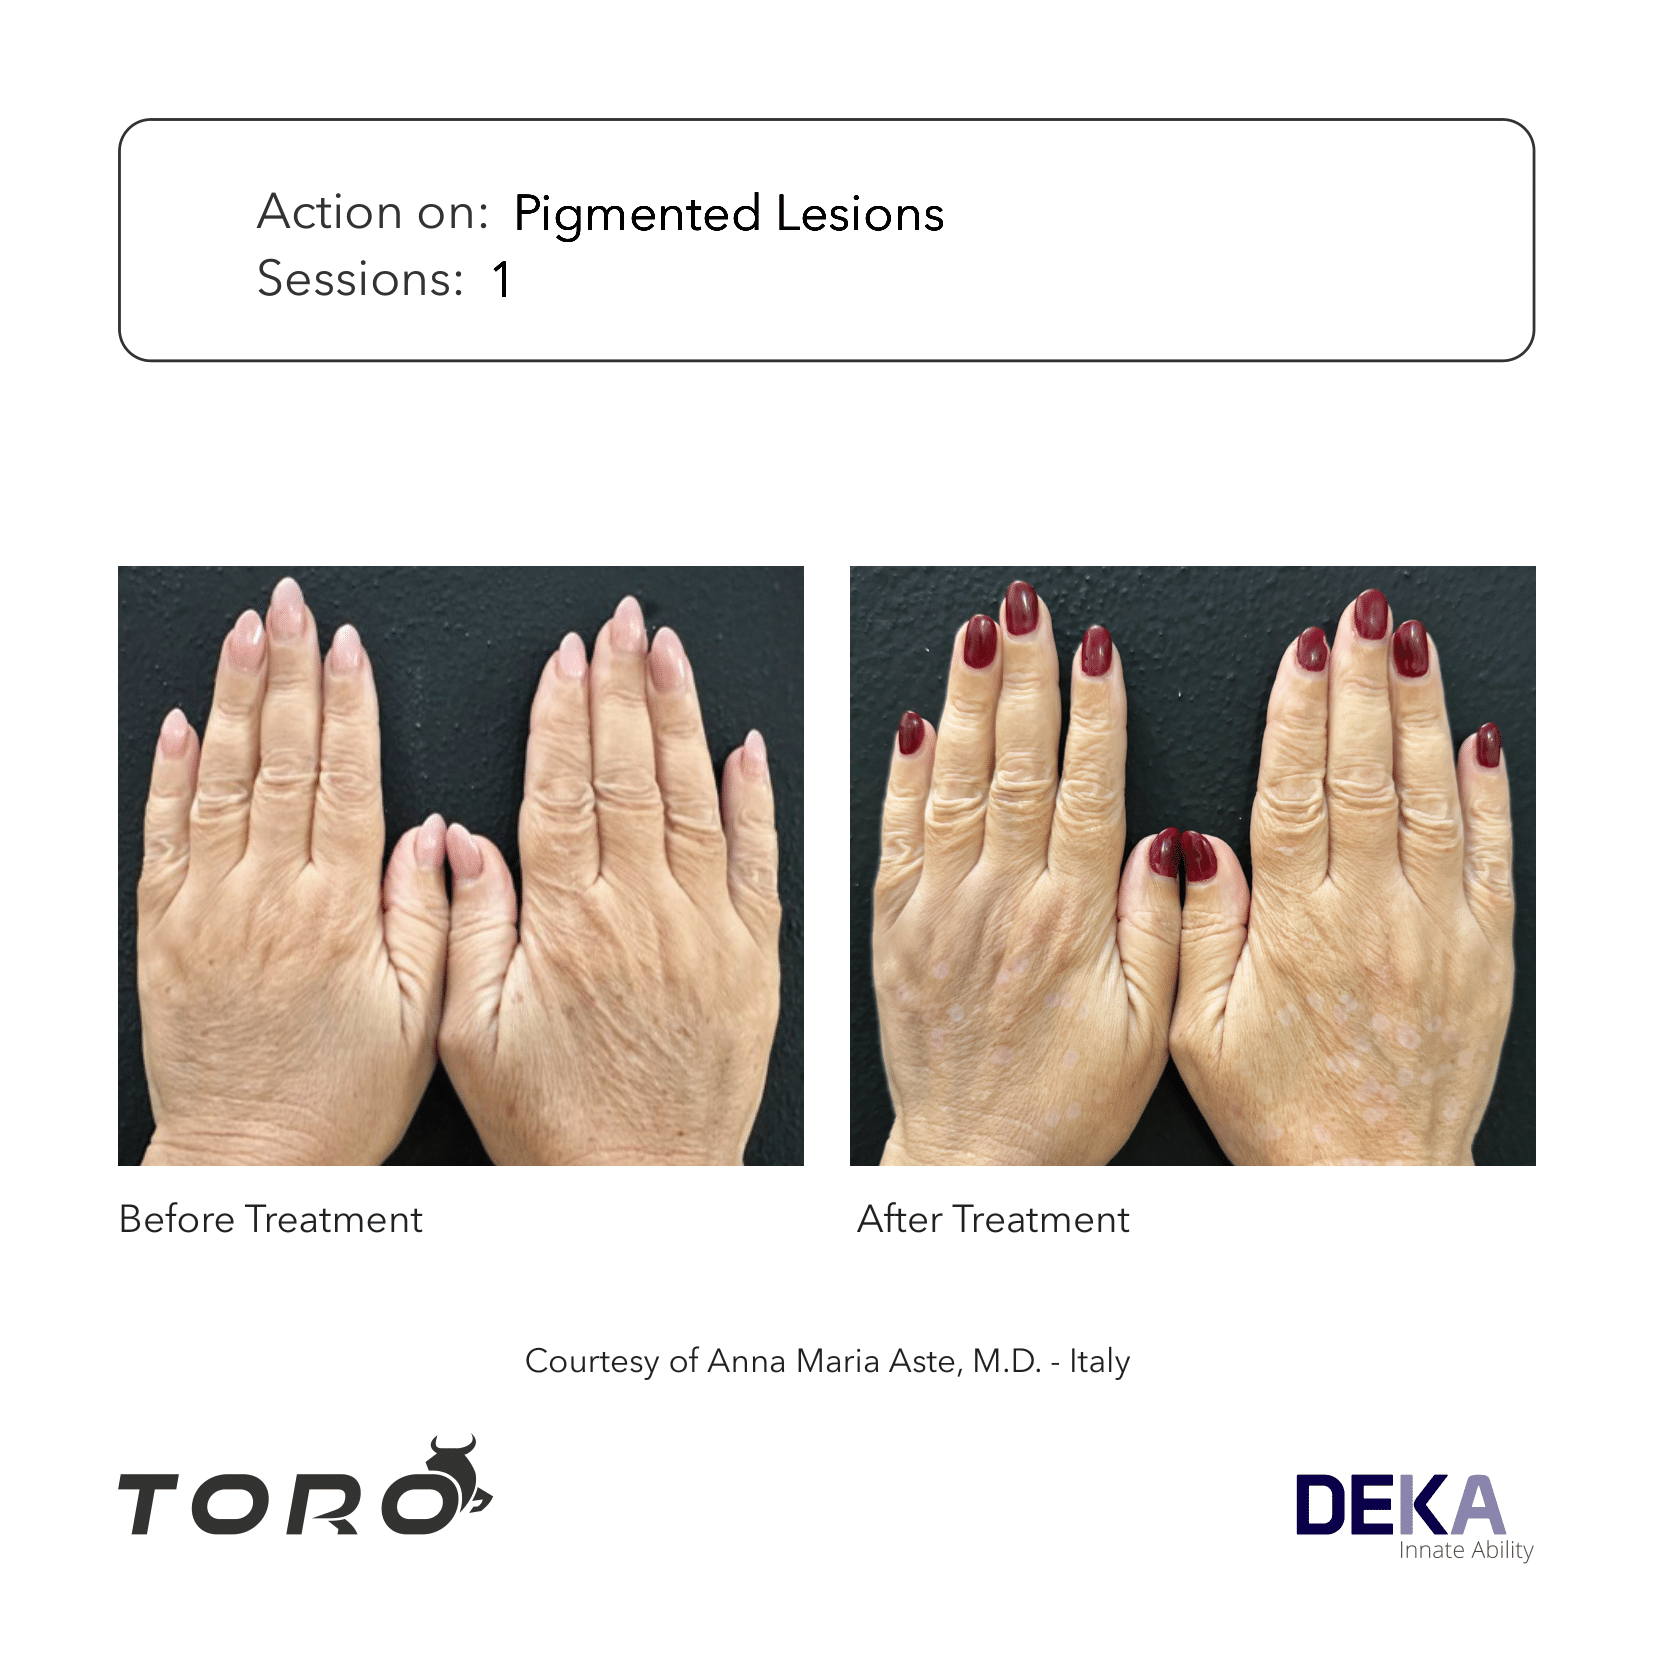 Action on: Pigmented Lesions
Sessions: 1
Before Treatment
After Treatment
Courtesy of Anna Maria Aste, M.D. - Italy
TORO
DEKA
Innate Ability